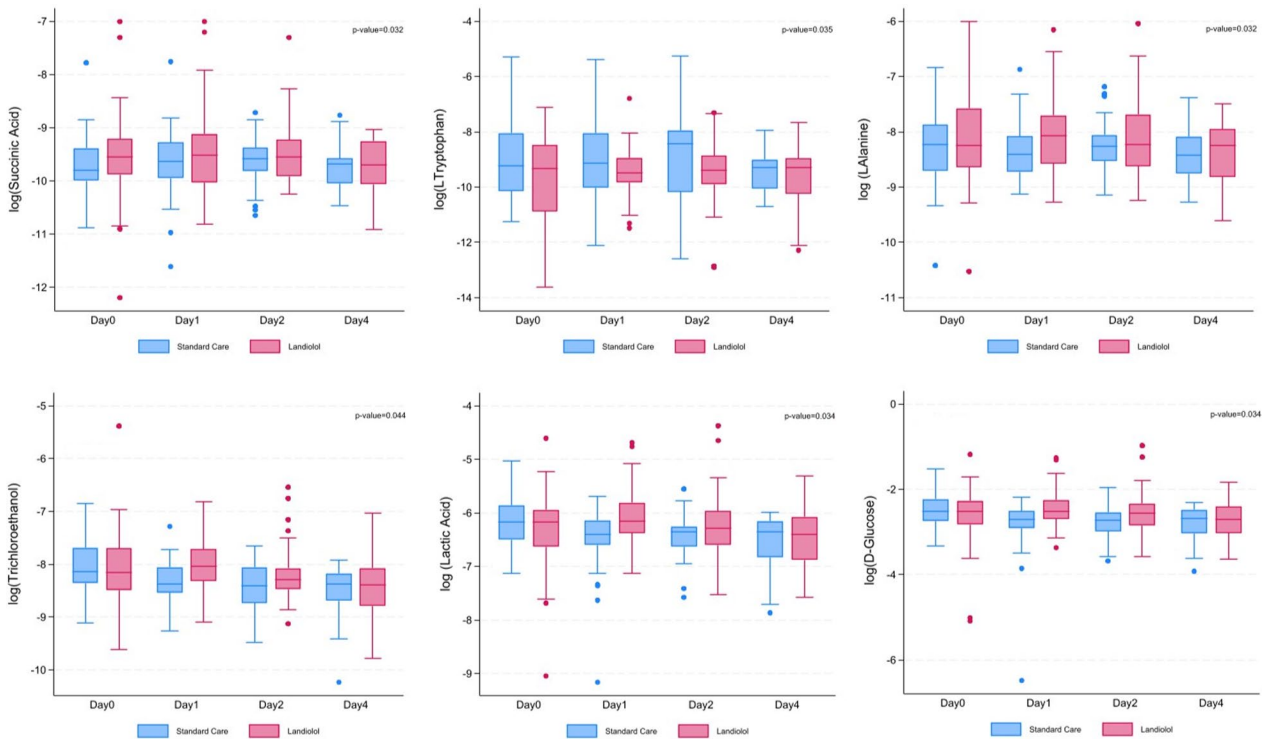 p-value=0.032
log(Succinic Acid)
-7
-8
-9
-10
-11
-12
Day0 Day1 Day2 Day4
Standard Care Landiolol
p-value=0.035
log(LTryptophan)
-4
-6
-8
-10
-12
-14
Day0 Day1 Day2 Day4
Standard Care Landiolol
p-value=0.032
log (LAlanine)
-6
-7
-8
-9
-10
-11
Day0 Day1 Day2 Day4
Standard Care Landiolol
p-value=0.044
log(Trichloroethanol)
-5
-6
-7
-8
-9
-10
Day0 Day1 Day2 Day4
Standard Care Landiolol
p-value=0.034
log (Lactic Acid)
-4
-5
-6
-7
-8
-9
Day0 Day1 Day2 Day4
Standard Care Landiolol
p-value=0.034
log(D-Glucose)
0
-2
-4
-6
Day0 Day1 Day2 Day4
Standard Care Landiolol